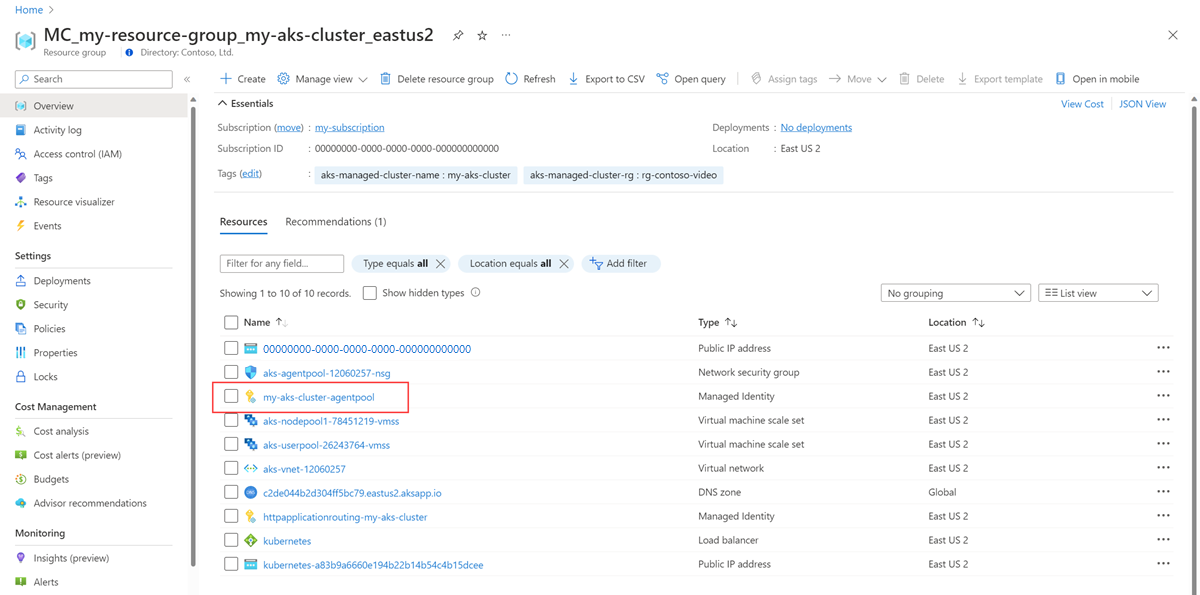 Home >
MC_my-resource-group_my-aks-cluster_eastus2
Resource group
Directory: Contoso, Ltd.
Search
Overview
Activity log
Access control (IAM)
Tags
Resource visualizer
Events
Settings
Deployments
Security
Policies
Properties
Locks
Cost Management
Cost analysis
Cost alerts (preview)
Budgets
Advisor recommendations
Monitoring
Insights (preview)
Alerts
Create Manage view Delete resource group Refresh Export to CSV Open query Assign tags Move Delete Export template Open in mobile
Essentials
View Cost JSON View
Subscription (move) : my-subscription
Deployments : No deployments
Subscription ID : 00000000-0000-0000-0000-000000000000
Location : East US 2
Tags (edit) : aks-managed-cluster-name : my-aks-cluster aks-managed-cluster-rg : rg-contoso-video
Resources Recommendations (1)
Filter for any field... Type equals all Location equals all Add filter
Showing 1 to 10 of 10 records. Show hidden types
No grouping List view
Name Type Location
00000000-0000-0000-0000-000000000000 Public IP address East US 2
aks-agentpool-12060257-nsg Network security group East US 2
my-aks-cluster-agentpool Managed Identity East US 2
aks-nodepool1-78451219-vmss Virtual machine scale set East US 2
aks-userpool-26243764-vmss Virtual machine scale set East US 2
aks-vnet-12060257 Virtual network East US 2
c2de044b2d304ff5bc79.eastus2.aksapp.io DNS zone Global
httpapplicationrouting-my-aks-cluster Managed Identity East US 2
kubernetes Load balancer East US 2
kubernetes-a83b9a6660e194b22b14b54c4b15dcee Public IP address East US 2